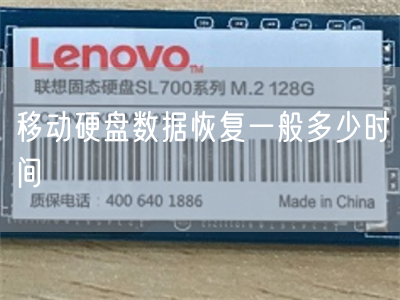 Lenovo™
联想固态硬盘SL700系列 M.2 128G
移动硬盘数据恢复一般多少时
间
质保电话：400 640 1886 Made in China